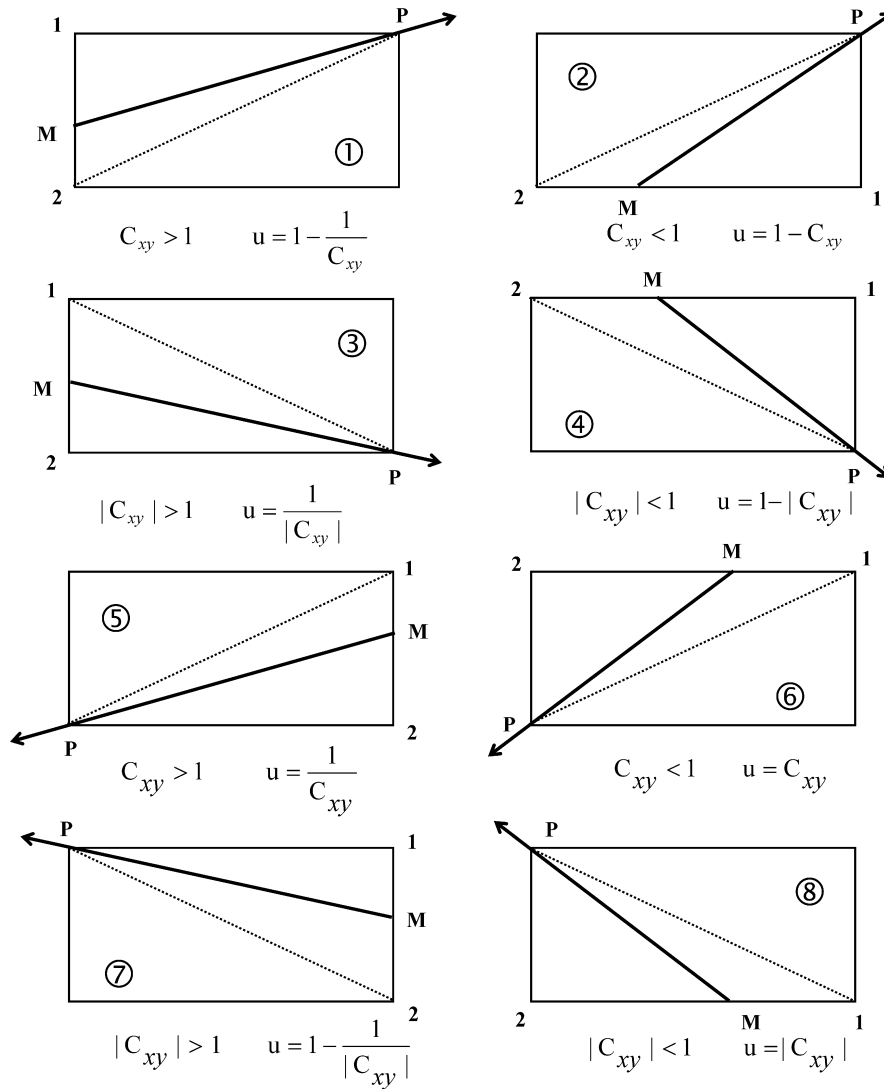 1 P
M
①
2
C_xy > 1 u = 1 − 1/C_xy
P
②
2 M 1
C_xy < 1 u = 1 − C_xy
1
③
M
2 P
|C_xy| > 1 u = 1/|C_xy|
2 M 1
④
P
|C_xy| < 1 u = 1 − |C_xy|
1
⑤
M
P 2
C_xy > 1 u = 1/C_xy
2 M 1
⑥
P
C_xy < 1 u = C_xy
P 1
M
⑦
2
|C_xy| > 1 u = 1 − 1/|C_xy|
P
⑧
2 M 1
|C_xy| < 1 u = |C_xy|